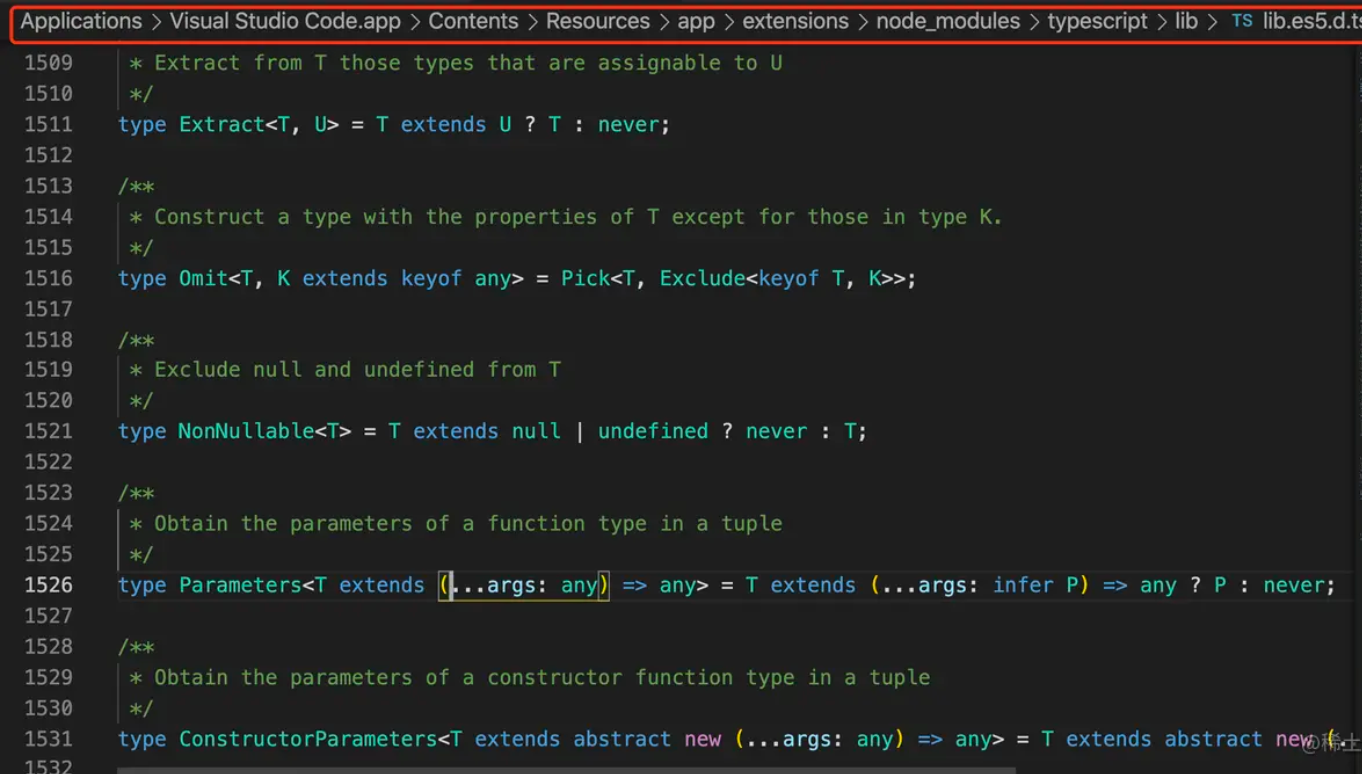 Applications > Visual Studio Code.app > Contents > Resources > app > extensions > node_modules > typescript > lib > TS lib.es5.d.ts
1509 * Extract from T those types that are assignable to U
1510 */
1511 type Extract<T, U> = T extends U ? T : never;
1512
1513 /**
1514 * Construct a type with the properties of T except for those in type K.
1515 */
1516 type Omit<T, K extends keyof any> = Pick<T, Exclude<keyof T, K>>;
1517
1518 /**
1519 * Exclude null and undefined from T
1520 */
1521 type NonNullable<T> = T extends null | undefined ? never : T;
1522
1523 /**
1524 * Obtain the parameters of a function type in a tuple
1525 */
1526 type Parameters<T extends (...args: any) => any> = T extends (...args: infer P) => any ? P : never;
1527
1528 /**
1529 * Obtain the parameters of a constructor function type in a tuple
1530 */
1531 type ConstructorParameters<T extends abstract new (...args: any) => any> = T extends abstract new (.
1532
@稀土